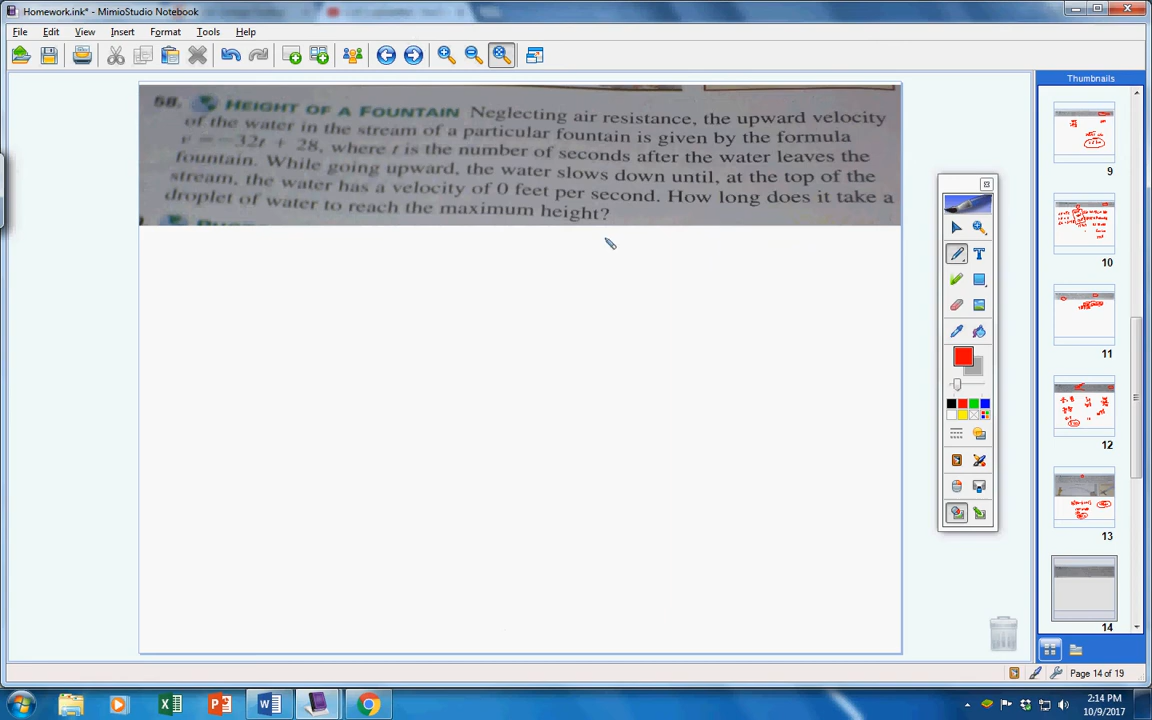 Homework.ink* - MimioStudio Notebook
File Edit View Insert Format Tools Help
Thumbnails
58. HEIGHT OF A FOUNTAIN Neglecting air resistance, the upward velocity
of the water in the stream of a particular fountain is given by the formula
v = −32t + 28, where t is the number of seconds after the water leaves the
fountain. While going upward, the water slows down until, at the top of the
stream, the water has a velocity of 0 feet per second. How long does it take a
droplet of water to reach the maximum height?
9
10
11
12
13
14
Page 14 of 19
2:14 PM
10/9/2017